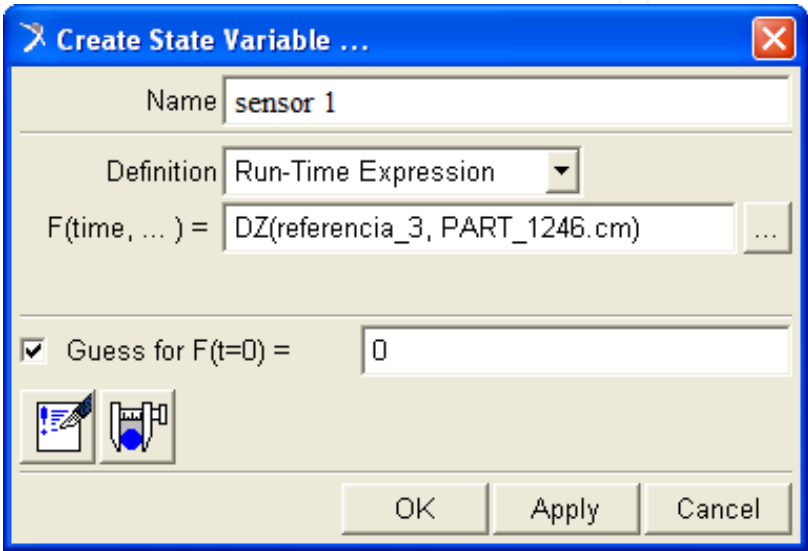 Create State Variable ...
Name sensor 1
Definition Run-Time Expression
F(time, ... ) = DZ(referencia_3, PART_1246.cm) ...
Guess for F(t=0) = 0
OK Apply Cancel